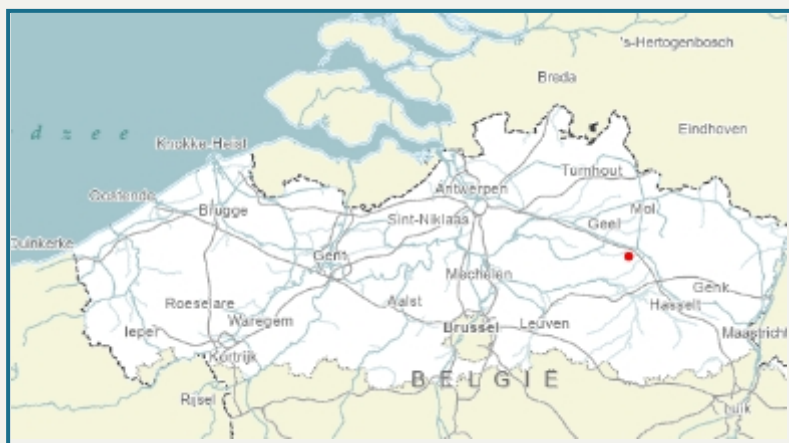 's-Hertogenbosch
Breda
d z e e
Eindhoven
Knokke-Heist
Turnhout
Antwerpen
Oostende
Mol
Brugge
Sint-Niklaas
Geel
Duinkerke
Gent
Mechelen
Genk
Roeselare
Aalst
Hasselt
Ieper
Waregem
Brussel
Leuven
Maastricht
Kortrijk
BELGIË
Rijsel
Luik